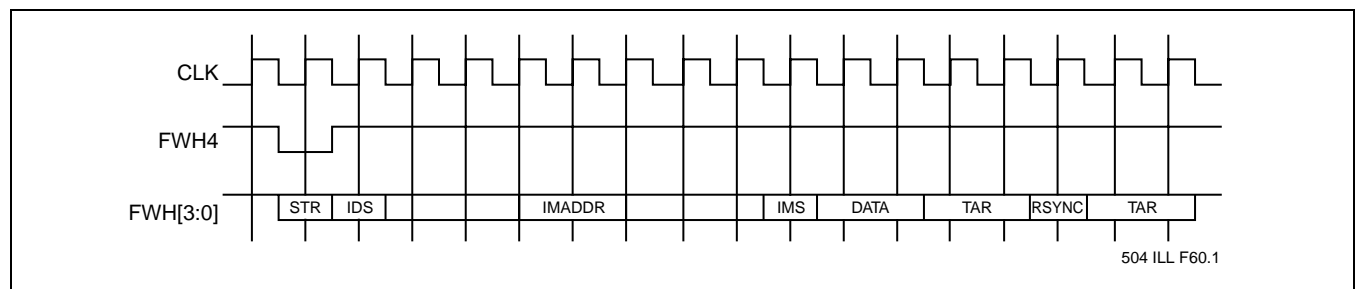 CLK
FWH4
FWH[3:0] STR IDS IMADDR IMS DATA TAR RSYNC TAR
504 ILL F60.1